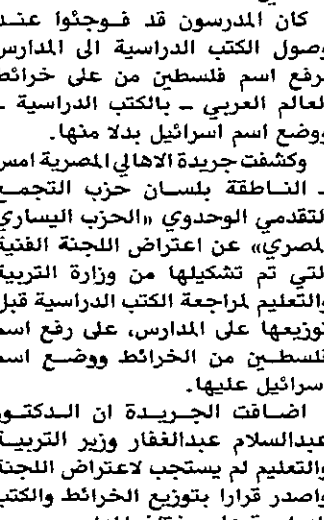 كان المدرسون قد فوجئوا عند
وصول الكتب الدراسية الى المدارس
برفع اسم فلسطين من على خرائط
العالم العربي - بالكتب الدراسية -
ووضع اسم اسرائيل بدلا منها.
وكشفت جريدة الاهالي المصرية امس
ـ الناطقة بلسان حزب التجمع
التقدمي الوحدوي «الحزب اليساري
المصري» عن اعتراض اللجنة الفنية
التي تم تشكيلها من وزارة التربية
والتعليم لمراجعة الكتب الدراسية قبل
توزيعها على المدارس، على رفع اسم
فلسطين من الخرائط ووضع اسم
اسرائيل عليها.
اضافت الجريدة ان الدكتور
عبدالسلام عبدالغفار وزير التربية
والتعليم لم يستجب لاعتراض اللجنة
واصدر قرارا بتوزيع الخرائط والكتب